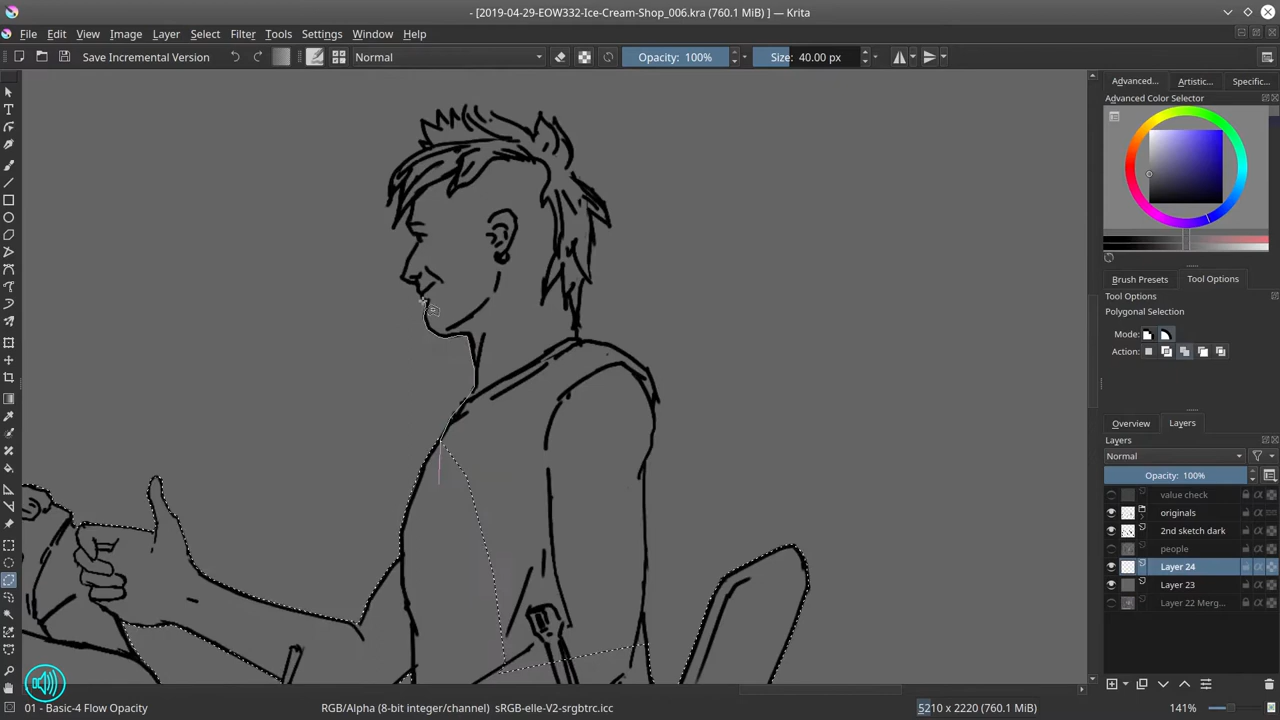 - [2019-04-29-EOW332-Ice-Cream-Shop_006.kra (760.1 MiB) ] — Krita
File Edit View Image Layer Select Filter Tools Settings Window Help
Save Incremental Version Normal Opacity: 100% Size: 40.00 px
Advanced... Artistic... Specific...
Advanced Color Selector
Brush Presets Tool Options
Tool Options
Polygonal Selection
Mode:
Action:
Overview Layers
Layers
Normal
Opacity: 100%
value check
originals
2nd sketch dark
people
Layer 24
Layer 23
Layer 22 Merg...
01 - Basic-4 Flow Opacity RGB/Alpha (8-bit integer/channel) sRGB-elle-V2-srgbtrc.icc 5210 x 2220 (760.1 MiB) 141%